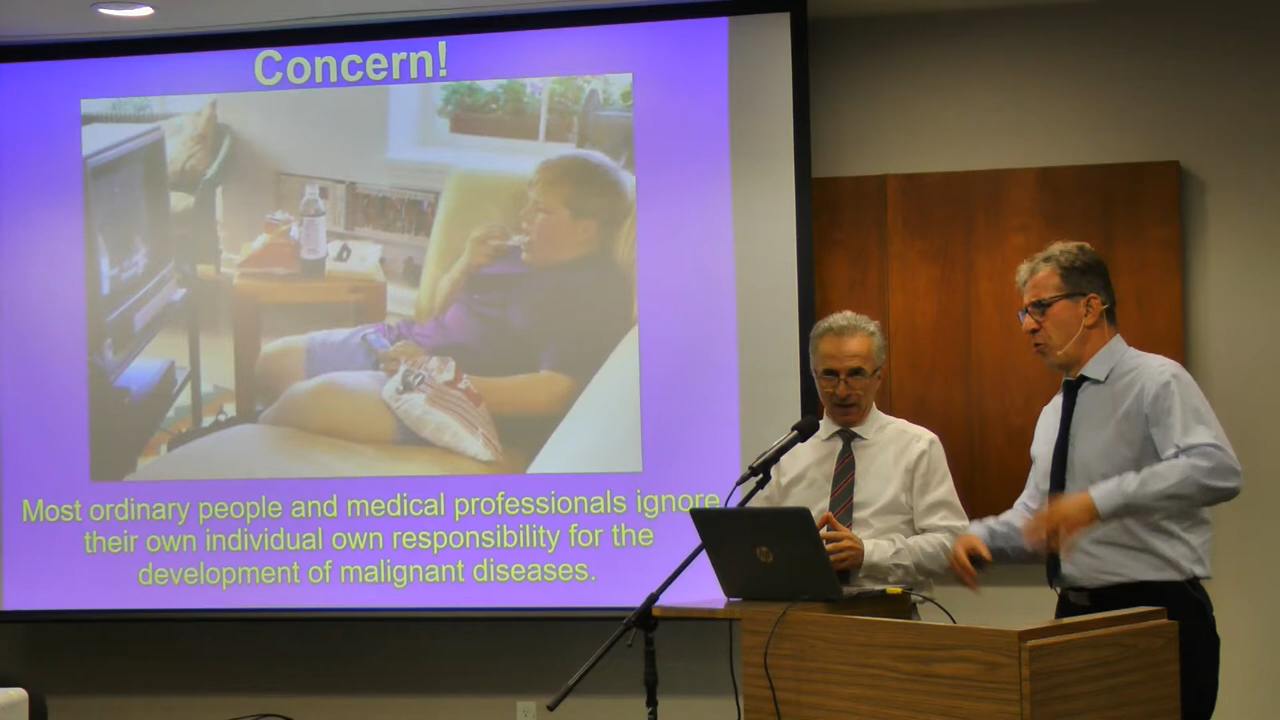 Concern!
Most ordinary people and medical professionals ignore
their own individual own responsibility for the
development of malignant diseases.
hp